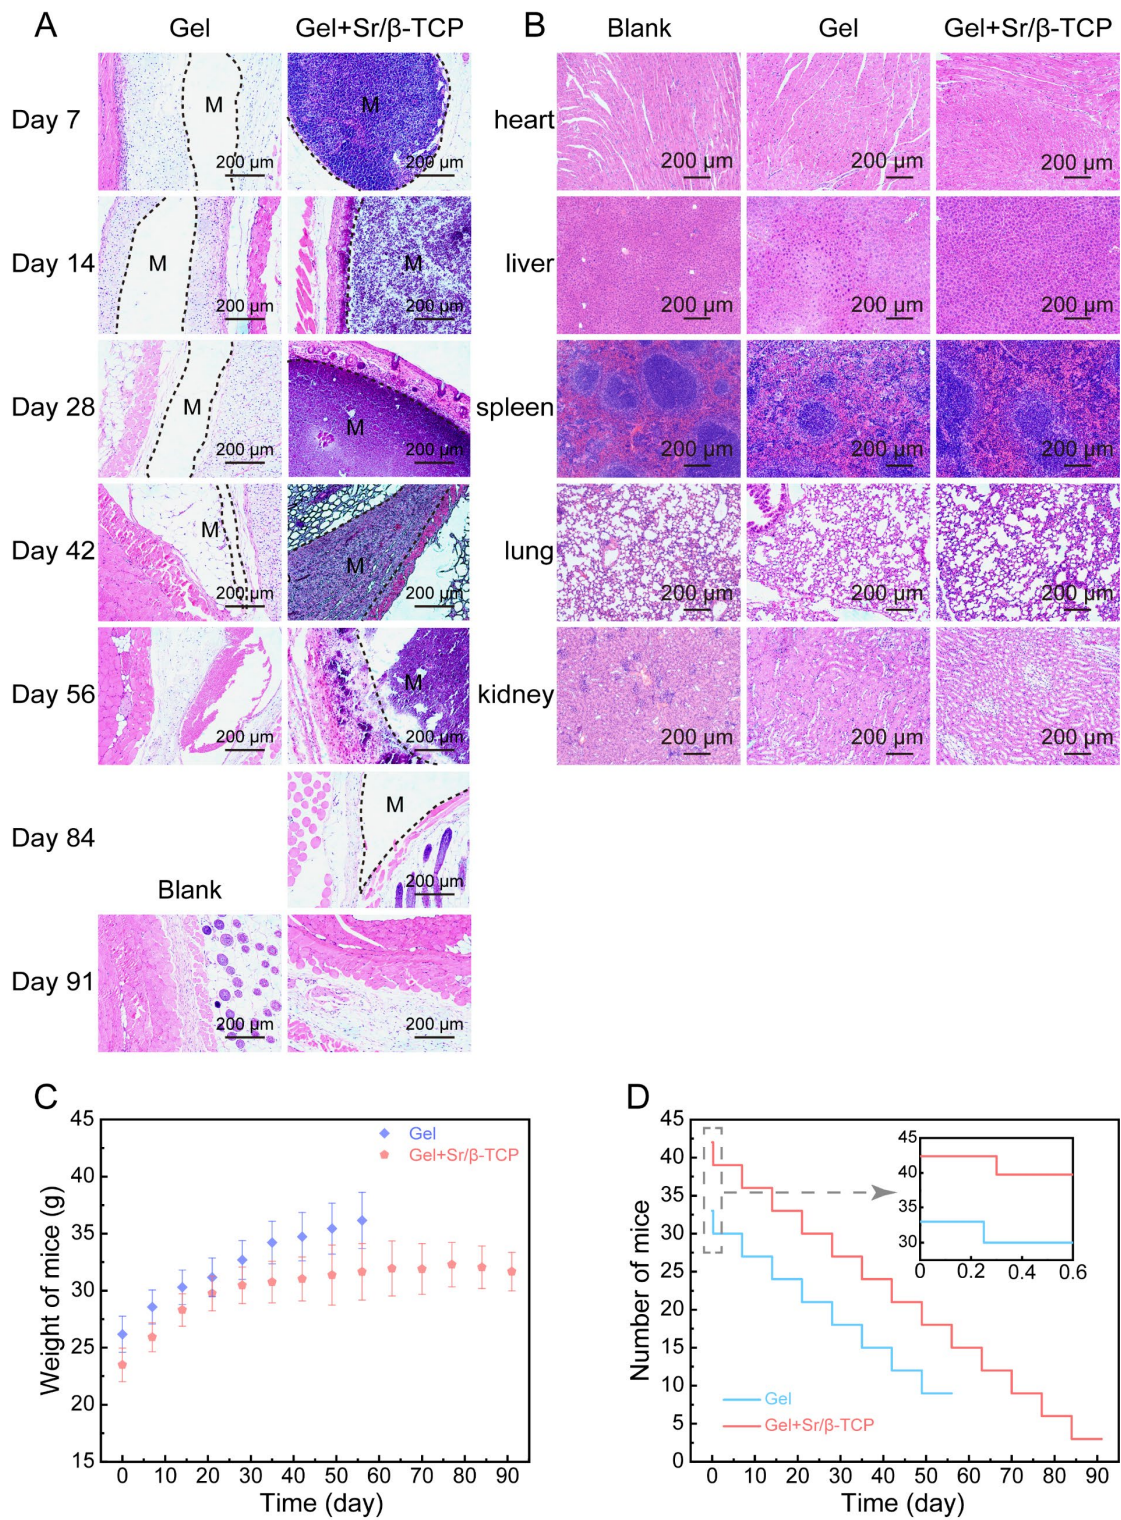 A
Gel Gel+Sr/β-TCP
Day 7 M 200 μm M 200 μm
Day 14 M 200 μm M 200 μm
Day 28 M 200 μm M 200 μm
Day 42 M 200 μm M 200 μm
Day 56 200 μm M 200 μm
Day 84 M 200 μm
Blank
Day 91 200 μm 200 μm
B
Blank Gel Gel+Sr/β-TCP
heart 200 μm 200 μm 200 μm
liver 200 μm 200 μm 200 μm
spleen 200 μm 200 μm 200 μm
lung 200 μm 200 μm 200 μm
kidney 200 μm 200 μm 200 μm
C
Weight of mice (g)
45
40
35
30
25
20
15
Gel
Gel+Sr/β-TCP
0 10 20 30 40 50 60 70 80 90
Time (day)
D
Number of mice
45
40
35
30
25
20
15
10
5
0
45
40
35
30
0 0.2 0.4 0.6
Gel
Gel+Sr/β-TCP
0 10 20 30 40 50 60 70 80 90
Time (day)